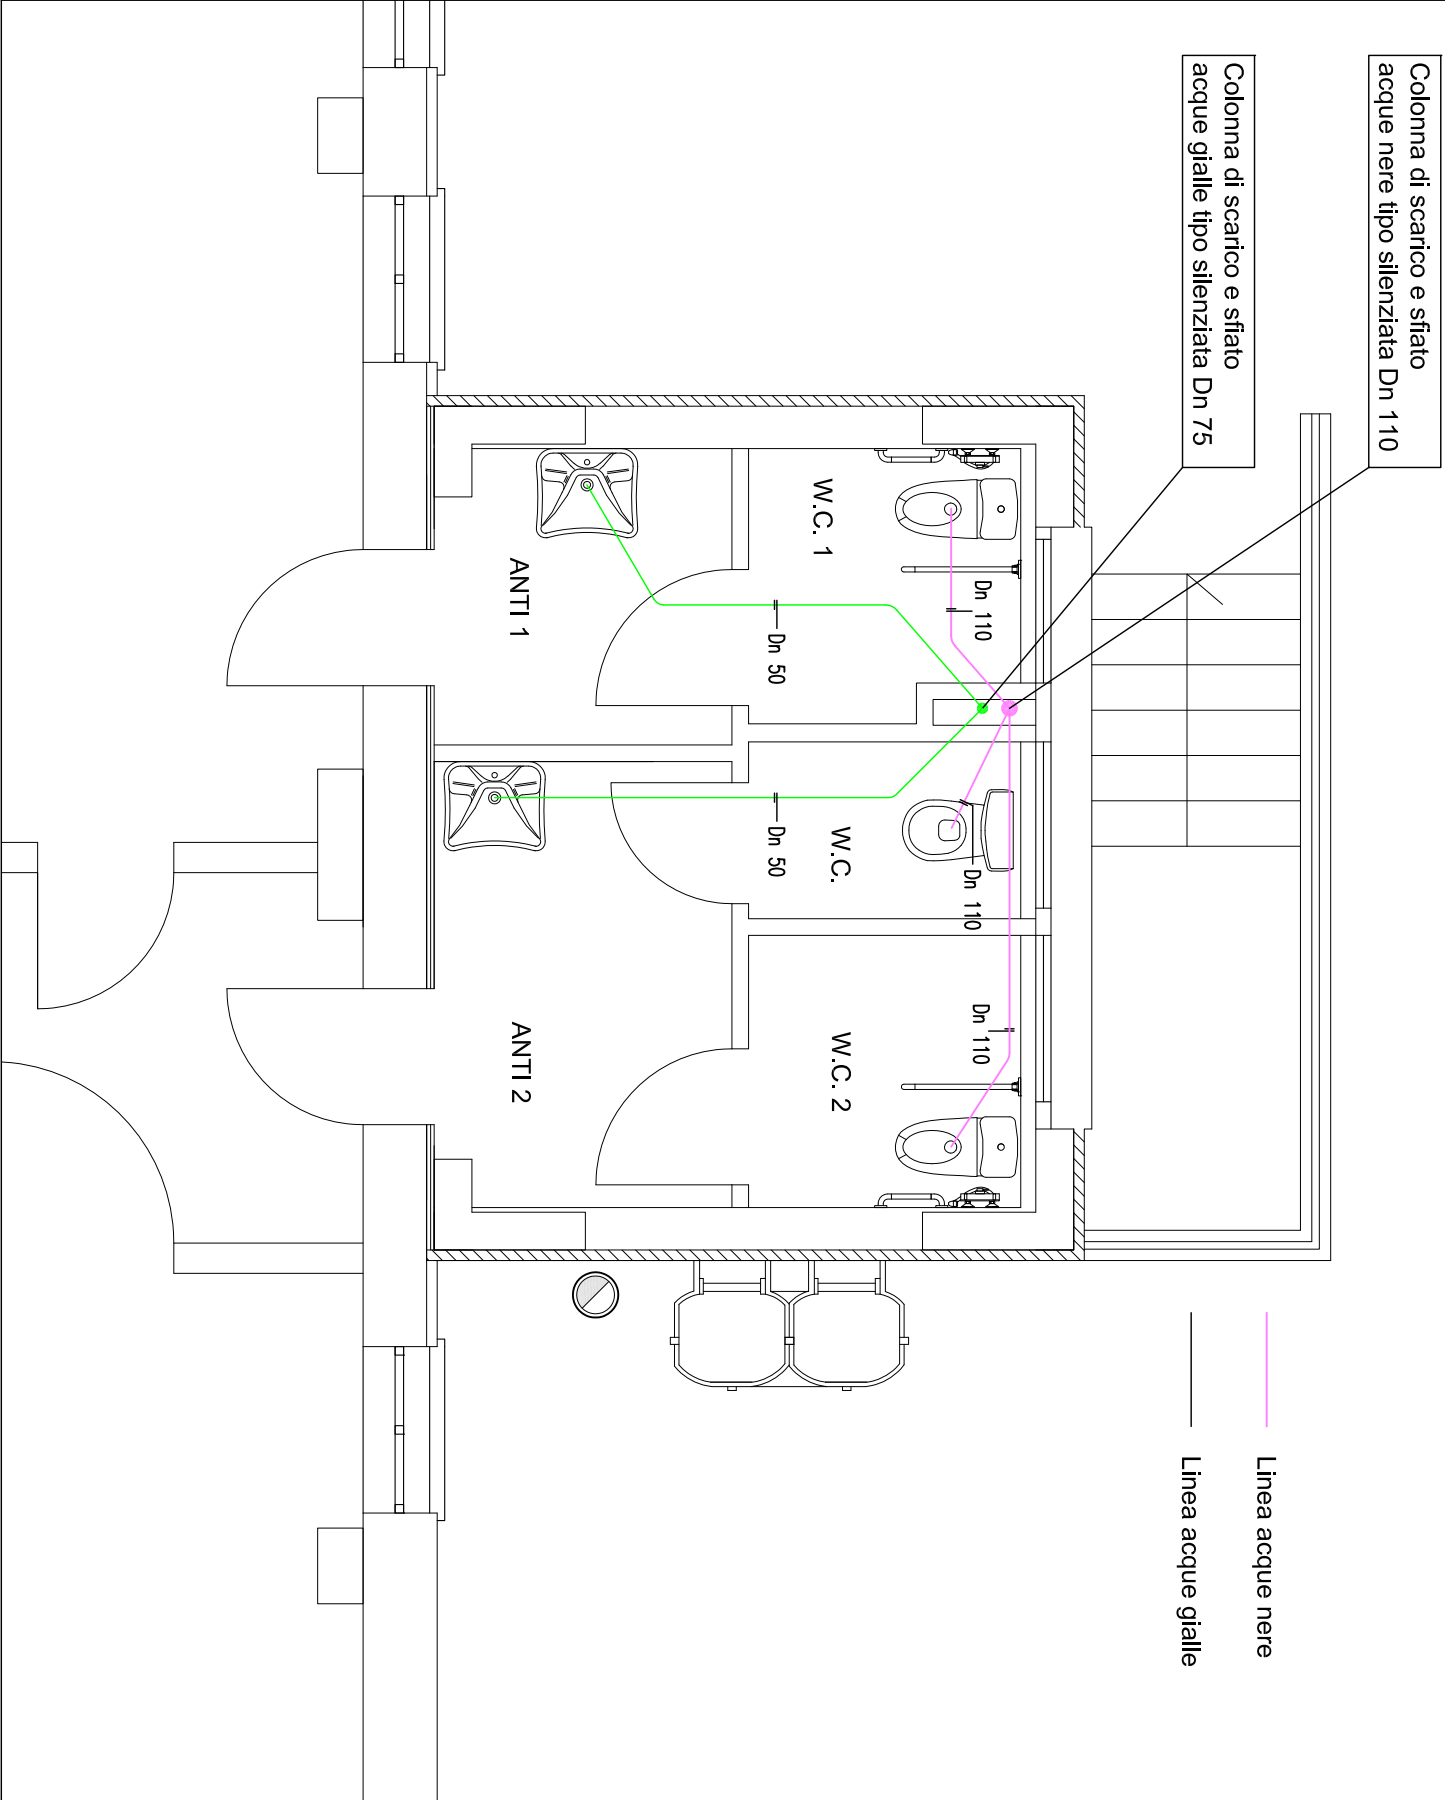 Colonna di scarico e sfiato
acque nere tipo silenziata Dn 110
Colonna di scarico e sfiato
acque gialle tipo silenziata Dn 75
Linea acque nere
Linea acque gialle
Dn 110
Dn 110
Dn 110
W.C. 1
W.C.
W.C. 2
Dn 50
Dn 50
ANTI 1
ANTI 2